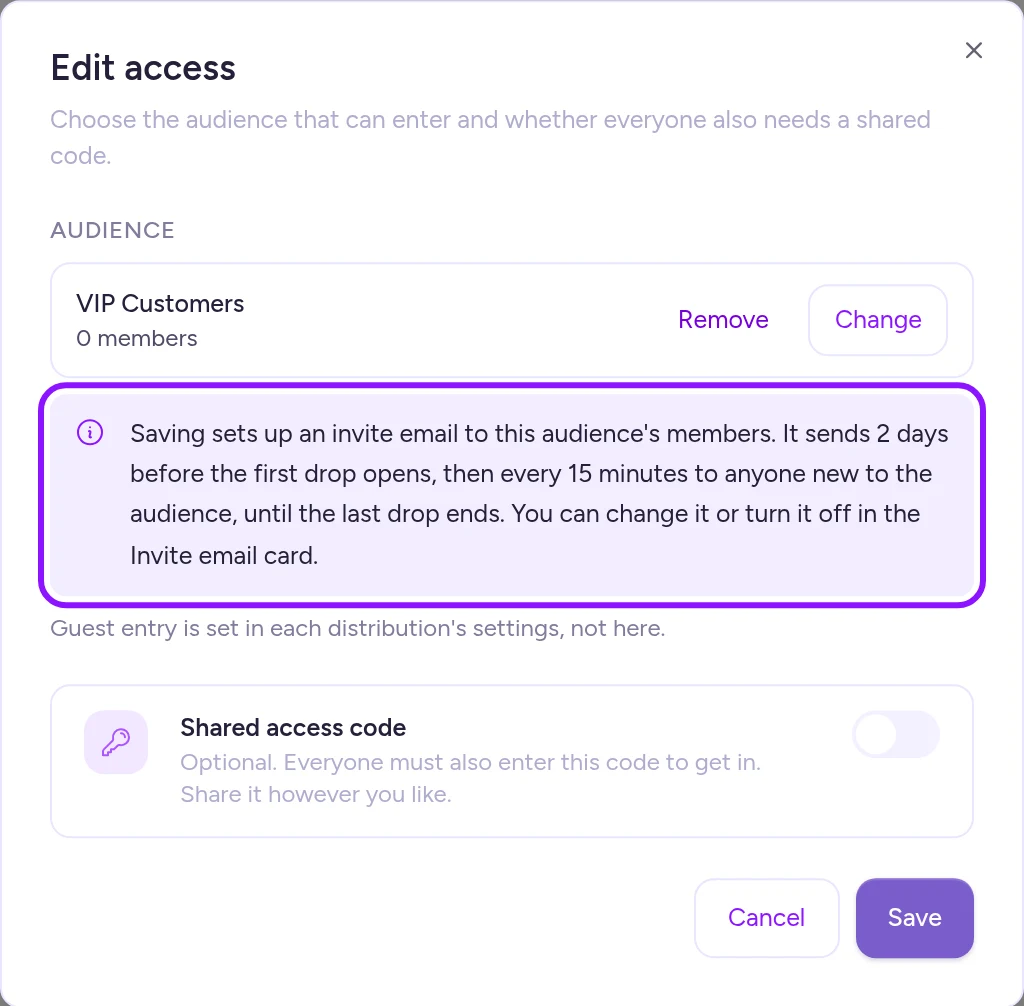 Edit access
Choose the audience that can enter and whether everyone also needs a shared
code.
AUDIENCE
VIP Customers
0 members
Remove
Change
Saving sets up an invite email to this audience's members. It sends 2 days
before the first drop opens, then every 15 minutes to anyone new to the
audience, until the last drop ends. You can change it or turn it off in the
Invite email card.
Guest entry is set in each distribution's settings, not here.
Shared access code
Optional. Everyone must also enter this code to get in.
Share it however you like.
Cancel
Save